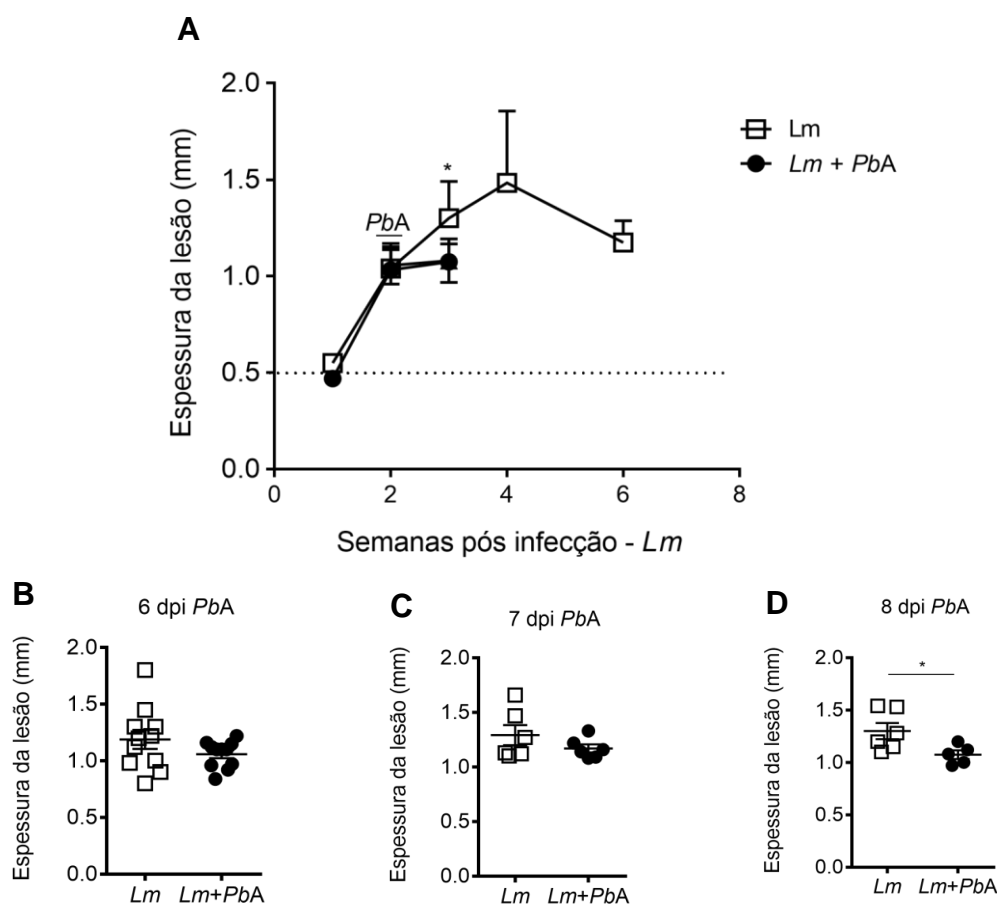 A
Espessura da lesão (mm)
2.0
1.5
1.0
0.5
0.0
0
2
4
6
8
PbA
*
Lm
Lm + PbA
Semanas pós infecção - Lm
B
6 dpi PbA
Espessura da lesão (mm)
2.0
1.5
1.0
0.5
0.0
Lm
Lm+PbA
C
7 dpi PbA
Espessura da lesão (mm)
2.0
1.5
1.0
0.5
0.0
Lm
Lm+PbA
D
8 dpi PbA
Espessura da lesão (mm)
2.0
1.5
1.0
0.5
0.0
*
Lm
Lm+PbA